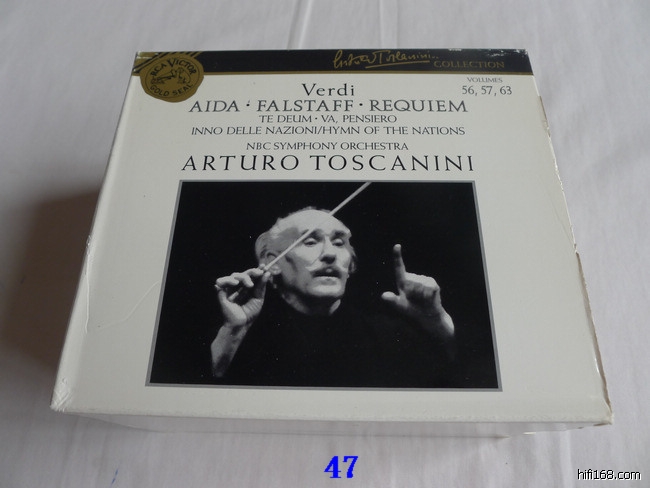 RCA VICTOR
GOLD SEAL
Arturo Toscanini
COLLECTION
VOLUMES
56, 57, 63
Verdi
AIDA · FALSTAFF · REQUIEM
TE DEUM · VA, PENSIERO
INNO DELLE NAZIONI/HYMN OF THE NATIONS
NBC SYMPHONY ORCHESTRA
ARTURO TOSCANINI
47
hifi168.com